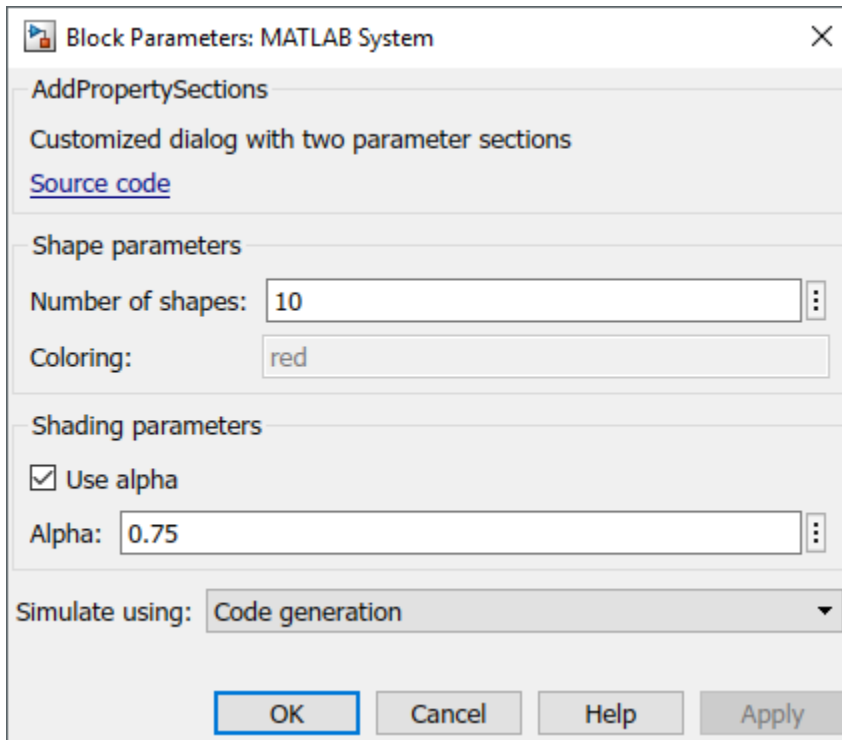 Block Parameters: MATLAB System
AddPropertySections
Customized dialog with two parameter sections
Source code
Shape parameters
Number of shapes: 10
Coloring: red
Shading parameters
Use alpha
Alpha: 0.75
Simulate using: Code generation
OK Cancel Help Apply